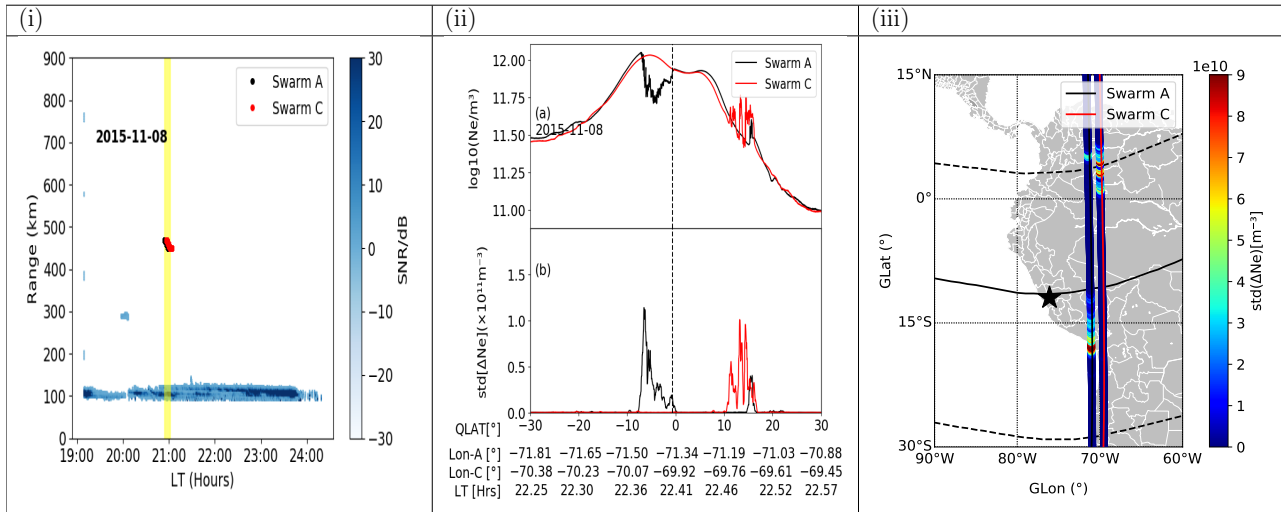 (i)
(ii)
(iii)
900
800
700
600
500
400
300
200
100
0
Range (km)
2015-11-08
Swarm A
Swarm C
19:00 20:00 21:00 22:00 23:00 24:00
LT (Hours)
30
20
10
0
−10
−20
−30
SNR/dB
12.00
11.75
11.50
11.25
11.00
log10(Ne/m³)
(a)
2015-11-08
Swarm A
Swarm C
1.5
1.0
0.5
0.0
std[ΔNe](×10¹¹m⁻³)
(b)
QLAT[°] −30 −20 −10 0 10 20 30
Lon-A [°] −71.81 −71.65 −71.50 −71.34 −71.19 −71.03 −70.88
Lon-C [°] −70.38 −70.23 −70.07 −69.92 −69.76 −69.61 −69.45
LT [Hrs] 22.25 22.30 22.36 22.41 22.46 22.52 22.57
15°N
0°
15°S
30°S
GLat (°)
Swarm A
Swarm C
90°W 80°W 70°W 60°W
GLon (°)
1e10
9
8
7
6
5
4
3
2
1
0
std(ΔNe)[m⁻³]